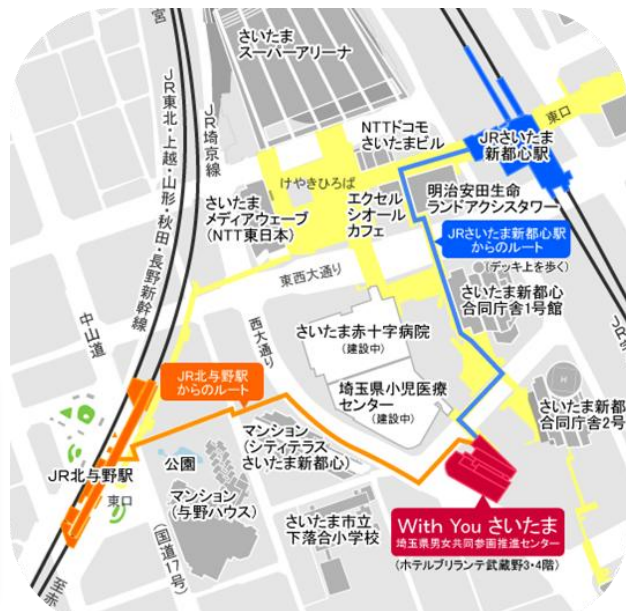 宮
さいたま
スーパーアリーナ
JR東北・上越・山形・秋田・長野新幹線
JR埼京線
NTTドコモ
さいたまビル
東口
JRさいたま
新都心駅
けやきひろば
さいたま
メディアウェーブ
(NTT東日本)
エクセル
シオール
カフェ
明治安田生命
ランドアクシスタワー
JRさいたま新都心駅
からのルート
(デッキ上を歩く)
東西大通り
さいたま新都心
合同庁舎1号館
中山道
西大通り
さいたま赤十字病院
(建設中)
JR北与野駅
からのルート
埼玉県小児医療
センター
(建設中)
さいたま新都
合同庁舎2号
マンション
(シティテラス
さいたま新都心)
公園
JR北与野駅
東口
マンション
(与野ハウス)
(国道17号)
さいたま市立
下落合小学校
With You さいたま
埼玉県男女共同参画推進センター
(ホテルブリランテ武蔵野3・4階)
至赤